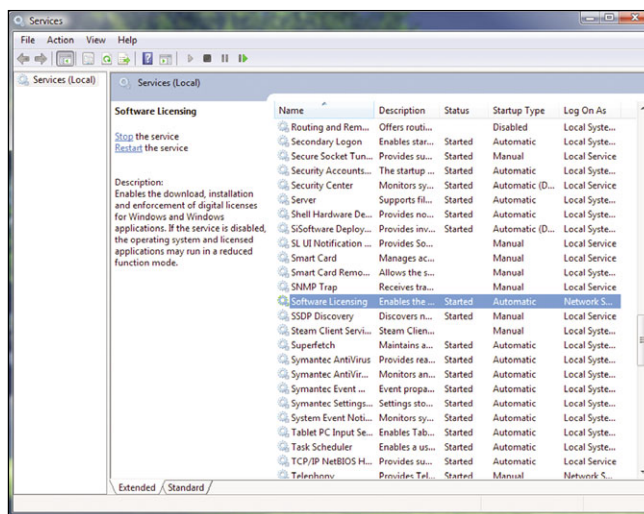 Services
File Action View Help
Services (Local)
Services (Local)
Software Licensing
Stop the service
Restart the service
Description:
Enables the download, installation
and enforcement of digital licenses
for Windows and Windows
applications. If the service is disabled,
the operating system and licensed
applications may run in a reduced
function mode.
Name Description Status Startup Type Log On As
Routing and Rem... Offers routi... Disabled Local Syste...
Secondary Logon Enables star... Started Automatic Local Syste...
Secure Socket Tun... Provides su... Started Manual Local Service
Security Accounts... The startup ... Started Automatic Local Syste...
Security Center Monitors sy... Started Automatic (D... Local Service
Server Supports fil... Started Automatic Local Syste...
Shell Hardware De... Provides no... Started Automatic Local Syste...
SiSoftware Deploy... Provides inv... Started Automatic (D... Local Syste...
SL UI Notification ... Provides So... Manual Local Service
Smart Card Manages ac... Manual Local Service
Smart Card Remo... Allows the s... Manual Local Syste...
SNMP Trap Receives tra... Manual Local Service
Software Licensing Enables the ... Started Automatic Network S...
SSDP Discovery Discovers n... Started Manual Local Service
Steam Client Servi... Steam Clien... Manual Local Syste...
Superfetch Maintains a... Started Automatic Local Syste...
Symantec AntiVirus Provides rea... Started Automatic Local Syste...
Symantec AntiVir... Monitors an... Started Automatic Local Syste...
Symantec Event ... Event propa... Started Automatic Local Syste...
Symantec Settings... Settings sto... Started Automatic Local Syste...
System Event Noti... Monitors sy... Started Automatic Local Syste...
Tablet PC Input Se... Enables Tab... Started Automatic Local Syste...
Task Scheduler Enables a us... Started Automatic Local Syste...
TCP/IP NetBIOS H... Provides su... Started Automatic Local Service
Telephony Provides Tel... Started Manual Network S...
Extended Standard